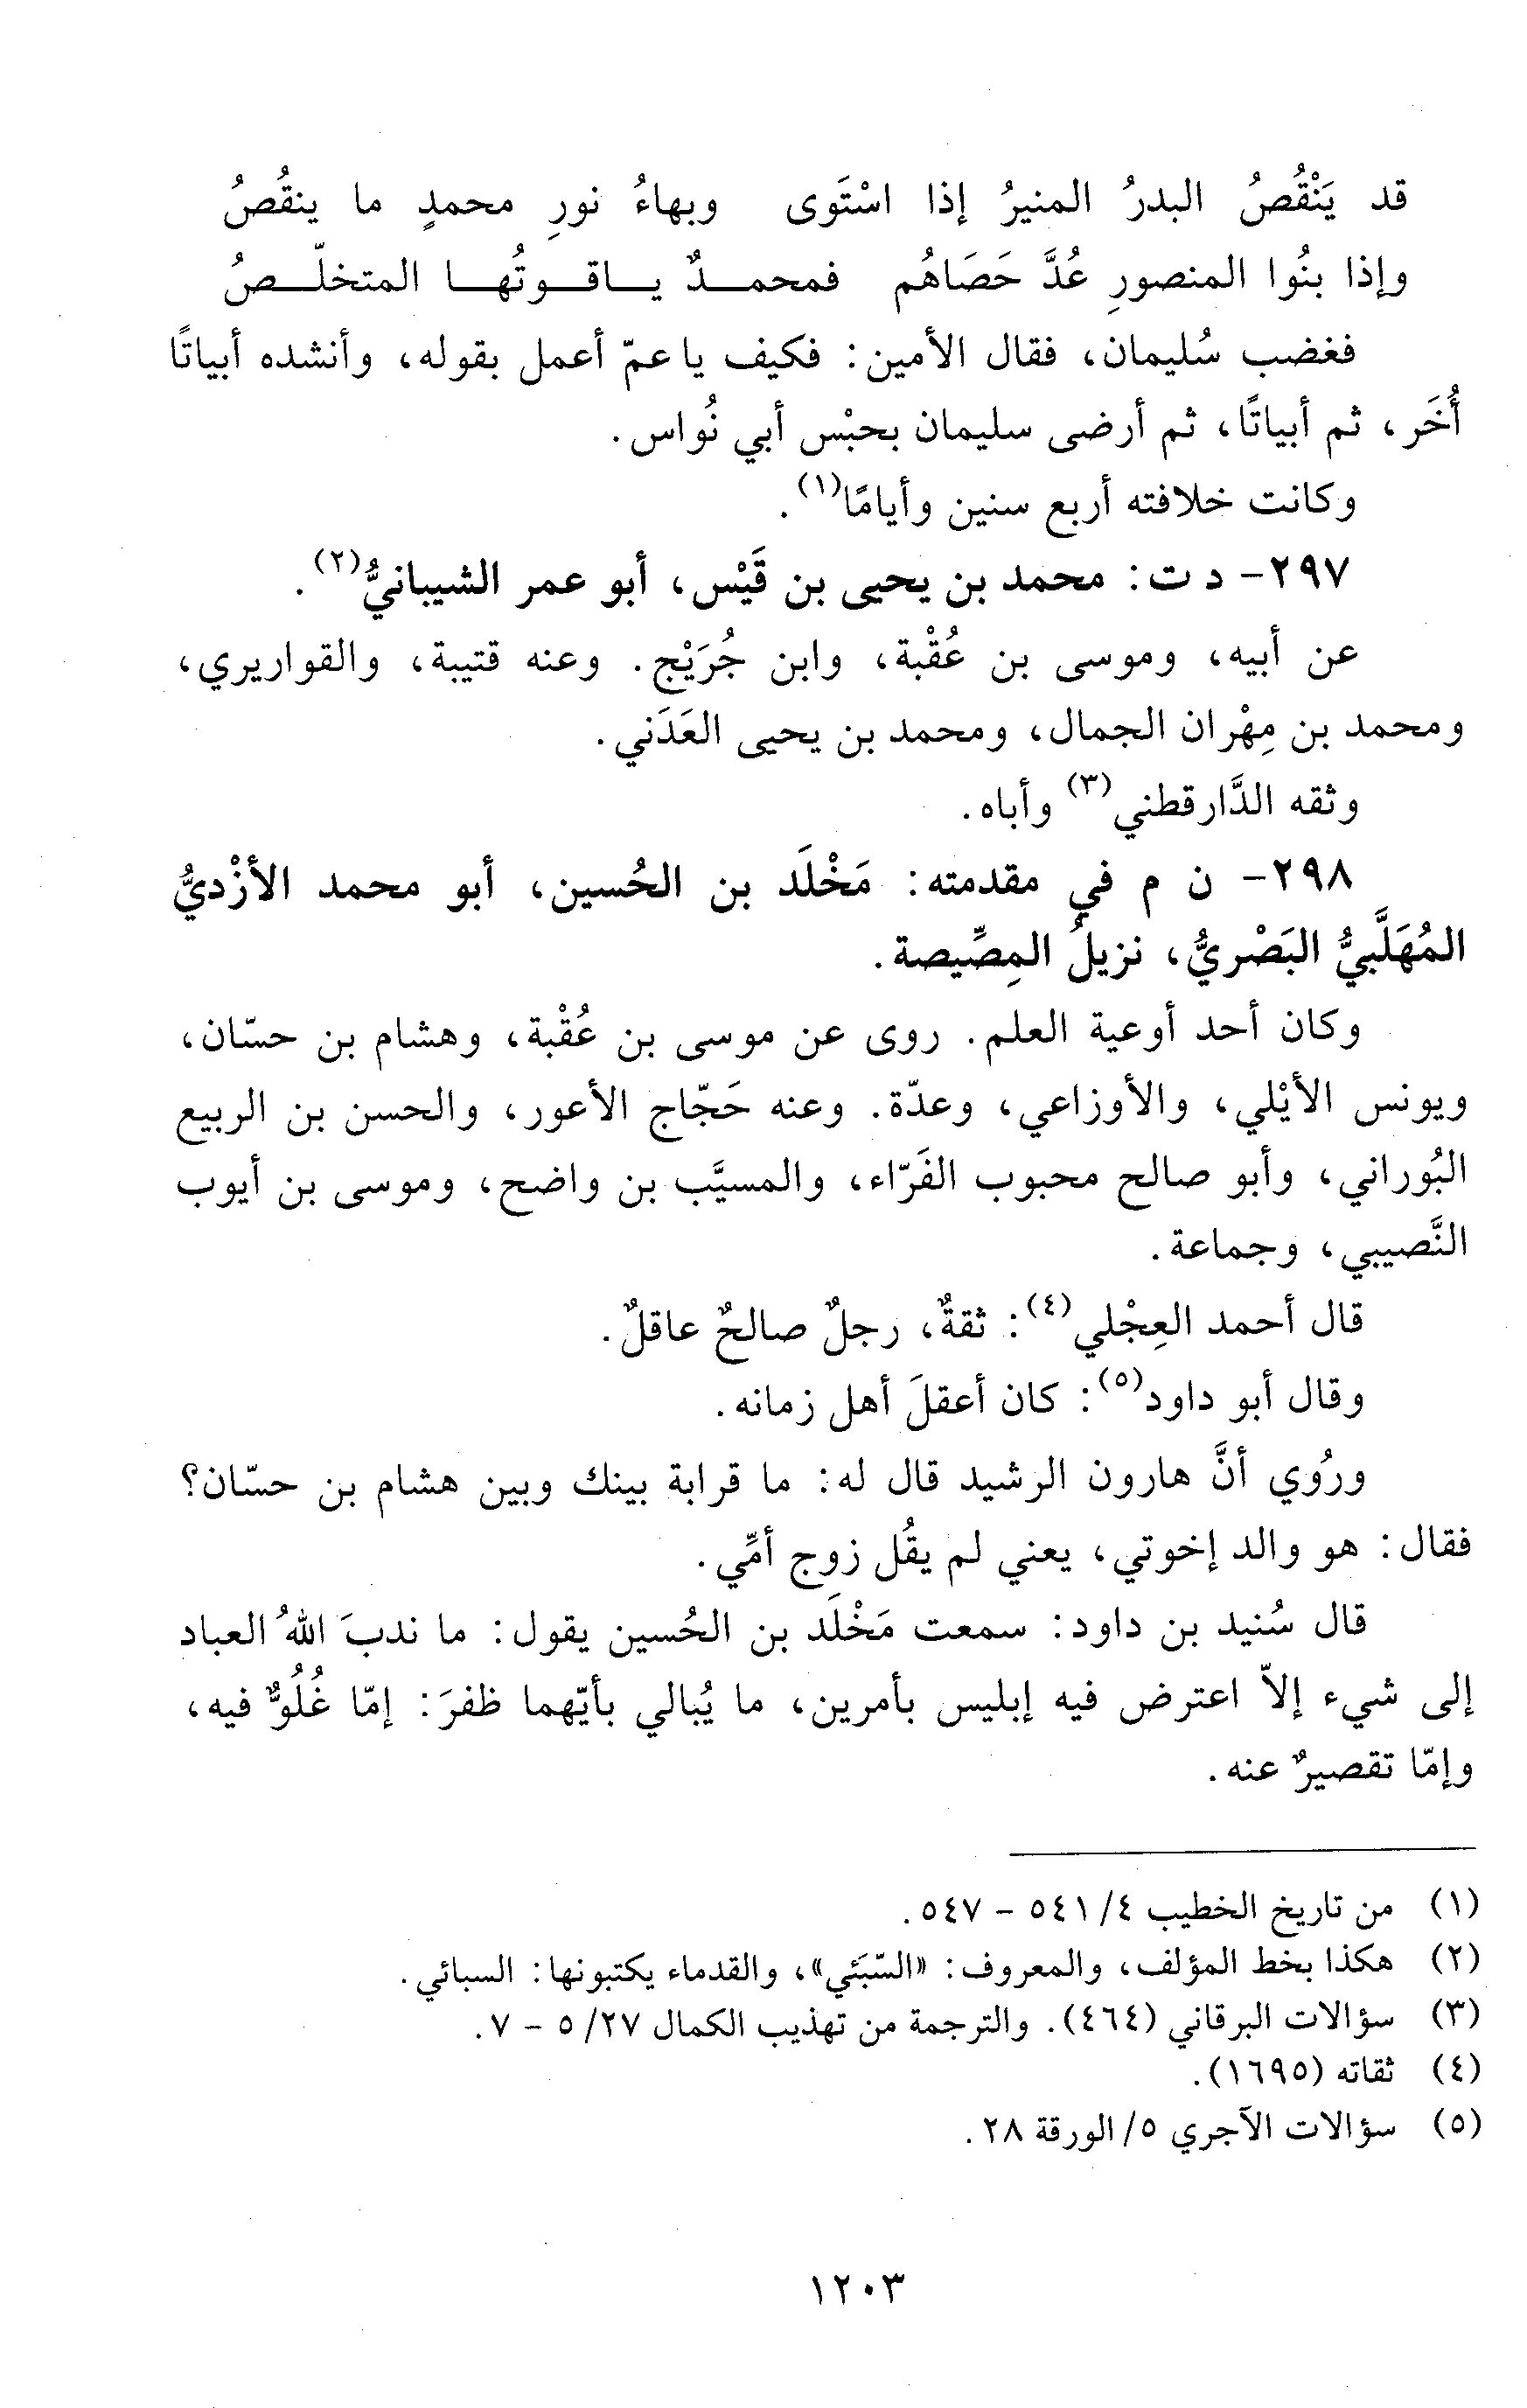 قد يَنْقُصُ البدرُ المنيرُ إذا اسْتَوى وبهاءُ نورِ محمدٍ ما ينقُصُ
وإذا بنُوا المنصورِ عُدَّ حَصَاهُم فمحمـــدٌ يـــاقـــوتُهـــا المتخلّـــصُ
فغضب سُليمان، فقال الأمين: فكيف يا عمّ أعمل بقوله، وأنشده أبياتًا
أُخَر، ثم أبياتًا، ثم أرضى سليمان بحبْس أبي نُواس.
وكانت خلافته أربع سنين وأيامًا(١).
٢٩٧- د ت: محمد بن يحيى بن قَيْس، أبو عمر الشيبانيُّ(٢).
عن أبيه، وموسى بن عُقْبة، وابن جُرَيْج. وعنه قتيبة، والقواريري،
ومحمد بن مِهْران الجمال، ومحمد بن يحيى العَدَني.
وثقه الدَّارقطني(٣) وأباه.
٢٩٨- ن م في مقدمته: مَخْلَد بن الحُسين، أبو محمد الأزْديُّ
المُهَلَّبيُّ البَصْريُّ، نزيلُ المِصِّيصة.
وكان أحد أوعية العلم. روى عن موسى بن عُقْبة، وهشام بن حسّان،
ويونس الأيْلي، والأوزاعي، وعدّة. وعنه حَجّاج الأعور، والحسن بن الربيع
البُوراني، وأبو صالح محبوب الفَرّاء، والمسيَّب بن واضح، وموسى بن أيوب
النَّصيبي، وجماعة.
قال أحمد العِجْلي(٤): ثقةٌ، رجلٌ صالحٌ عاقلٌ.
وقال أبو داود(٥): كان أعقلَ أهل زمانه.
ورُوي أنَّ هارون الرشيد قال له: ما قرابة بينك وبين هشام بن حسّان؟
فقال: هو والد إخوتي، يعني لم يقُل زوج أمِّي.
قال سُنيد بن داود: سمعت مَخْلَد بن الحُسين يقول: ما ندبَ اللهُ العباد
إلى شيء إلاّ اعترض فيه إبليس بأمرين، ما يُبالي بأيّهما ظفرَ: إمّا غُلُوٌّ فيه،
وإمّا تقصيرٌ عنه.
(١) من تاريخ الخطيب ٤/ ٥٤١ - ٥٤٧.
(٢) هكذا بخط المؤلف، والمعروف: «السّبَئي»، والقدماء يكتبونها: السبائي.
(٣) سؤالات البرقاني (٤٦٤). والترجمة من تهذيب الكمال ٢٧/ ٥ - ٧.
(٤) ثقاته (١٦٩٥).
(٥) سؤالات الآجري ٥/ الورقة ٢٨.
١٢٠٣